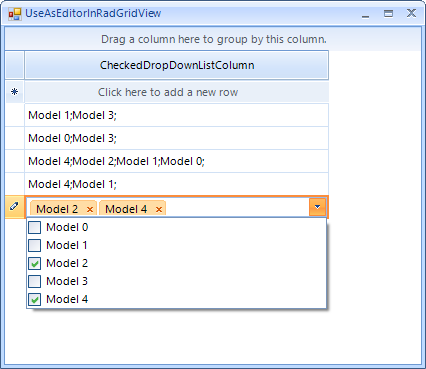 UseAsEditorInRadGridView
Drag a column here to group by this column.
CheckedDropDownListColumn
Click here to add a new row
Model 1;Model 3;
Model 0;Model 3;
Model 4;Model 2;Model 1;Model 0;
Model 4;Model 1;
Model 2 × Model 4 ×
Model 0
Model 1
Model 2
Model 3
Model 4